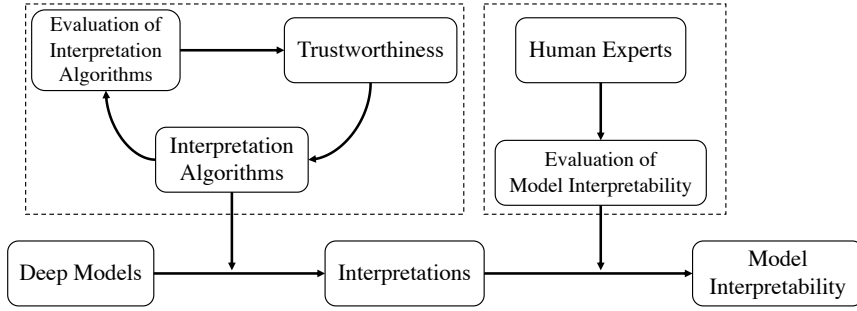 Evaluation of
Interpretation
Algorithms
Trustworthiness
Human Experts
Interpretation
Algorithms
Evaluation of
Model Interpretability
Deep Models
Interpretations
Model
Interpretability